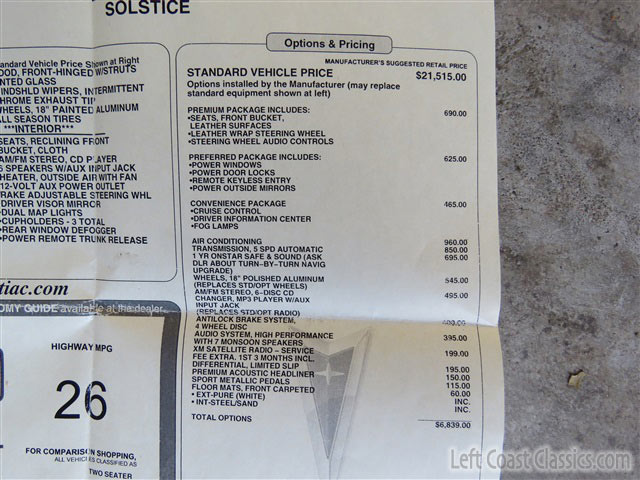 SOLSTICE
Standard Vehicle Price Shown at Right
HOOD, FRONT-HINGED W/STRUTS
TINTED GLASS
WINDSHLD WIPERS, INTERMITTENT
CHROME EXHAUST TIP
WHEELS, 18" PAINTED ALUMINUM
ALL SEASON TIRES
***INTERIOR***
SEATS, RECLINING FRONT
BUCKET, CLOTH
AM/FM STEREO, CD PLAYER
SPEAKERS W/AUX INPUT JACK
HEATER, OUTSIDE AIR WITH FAN
12-VOLT AUX POWER OUTLET
BRAKE ADJUSTABLE STEERING WHL
DRIVER VISOR MIRROR
•DUAL MAP LIGHTS
•CUPHOLDERS - 3 TOTAL
•REAR WINDOW DEFOGGER
•POWER REMOTE TRUNK RELEASE
tiac.com
OMY GUIDE available at the dealer
HIGHWAY MPG
26
FOR COMPARISON SHOPPING,
ALL VEHICLES CLASSIFIED AS
TWO SEATER
Options & Pricing
MANUFACTURER'S SUGGESTED RETAIL PRICE
STANDARD VEHICLE PRICE $21,515.00
Options installed by the Manufacturer (may replace
standard equipment shown at left)
PREMIUM PACKAGE INCLUDES: 690.00
•SEATS, FRONT BUCKET,
LEATHER SURFACES
•LEATHER WRAP STEERING WHEEL
•STEERING WHEEL AUDIO CONTROLS
PREFERRED PACKAGE INCLUDES: 625.00
•POWER WINDOWS
•POWER DOOR LOCKS
•REMOTE KEYLESS ENTRY
•POWER OUTSIDE MIRRORS
CONVENIENCE PACKAGE 465.00
•CRUISE CONTROL
•DRIVER INFORMATION CENTER
•FOG LAMPS
AIR CONDITIONING 960.00
TRANSMISSION, 5 SPD AUTOMATIC 850.00
1 YR ONSTAR SAFE & SOUND (ASK 695.00
DLR ABOUT TURN-BY-TURN NAVIG
UPGRADE)
WHEELS, 18" POLISHED ALUMINUM 545.00
(REPLACES STD/OPT WHEELS)
AM/FM STEREO, 6-DISC CD 495.00
CHANGER, MP3 PLAYER W/AUX
INPUT JACK
(REPLACES STD/OPT RADIO)
ANTILOCK BRAKE SYSTEM, 400.00
4 WHEEL DISC
AUDIO SYSTEM, HIGH PERFORMANCE 395.00
WITH 7 MONSOON SPEAKERS
XM SATELLITE RADIO - SERVICE 199.00
FEE EXTRA. 1ST 3 MONTHS INCL.
DIFFERENTIAL, LIMITED SLIP 195.00
PREMIUM ACOUSTIC HEADLINER 150.00
SPORT METALLIC PEDALS 115.00
FLOOR MATS, FRONT CARPETED 60.00
• EXT-PURE (WHITE) INC.
• INT-STEEL/SAND INC.
TOTAL OPTIONS $6,839.00
Left Coast Classics.com